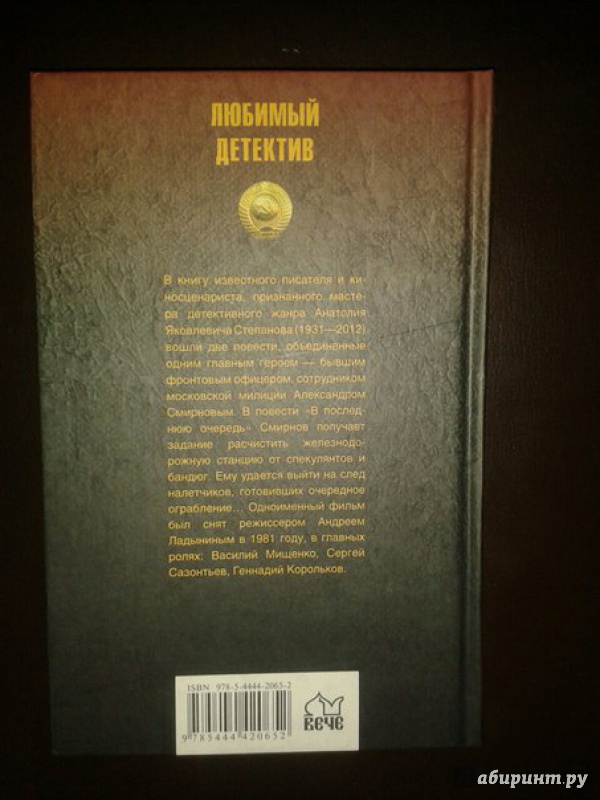 ЛЮБИМЫЙ
ДЕТЕКТИВ
В книгу известного писателя и ки-
носценариста, признанного масте-
ра детективного жанра Анатолия
Яковлевича Степанова (1931—2012)
вошли две повести, объединенные
одним главным героем — бывшим
фронтовым офицером, сотрудником
московской милиции Александром
Смирновым. В повести «В послед-
нюю очередь» Смирнов получает
задание расчистить железнодо-
рожную станцию от спекулянтов и
бандюг. Ему удается выйти на след
налетчиков, готовивших очередное
ограбление... Одноименный фильм
был снят режиссером Андреем
Ладыниным в 1981 году, в главных
ролях: Василий Мищенко, Сергей
Сазонтьев, Геннадий Корольков.
ISBN 978-5-4444-2065-2
9 785444 420652
ВЕЧЕ
абиринт.ру